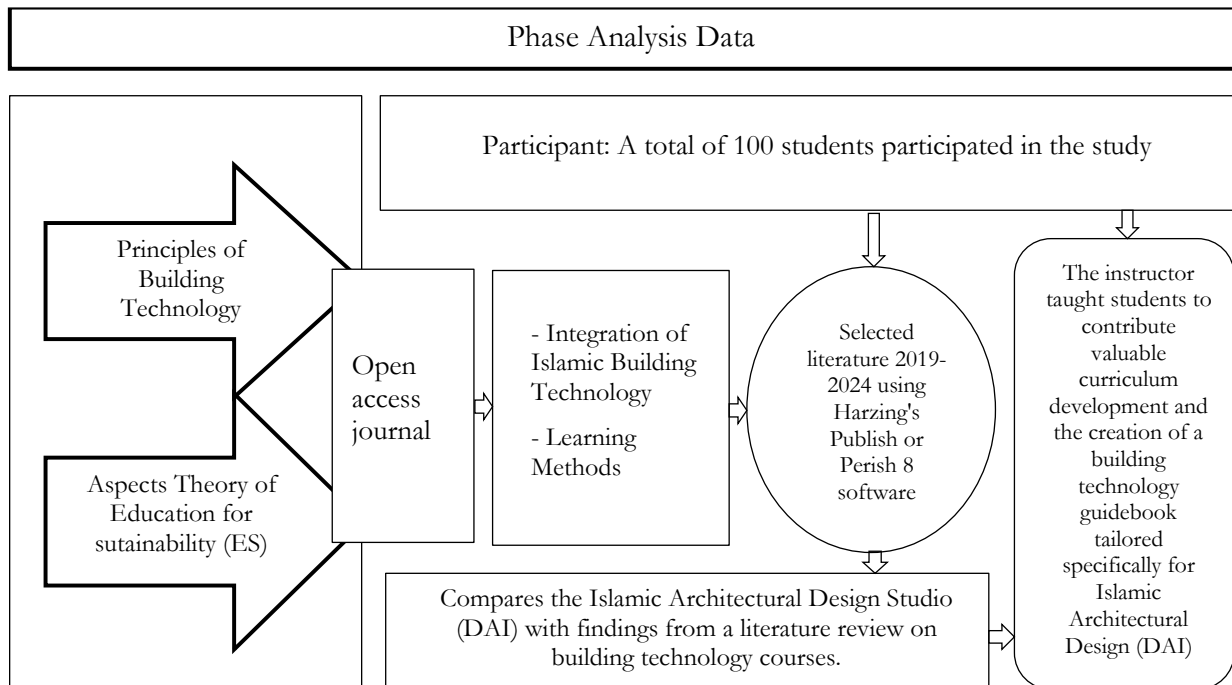 Phase Analysis Data
Participant: A total of 100 students participated in the study
Principles of
Building
Technology
Aspects Theory of
Education for
sutainability (ES)
Open
access
journal
- Integration of
Islamic Building
Technology
- Learning
Methods
Selected
literature 2019-
2024 using
Harzing's
Publish or
Perish 8
software
The instructor
taught students to
contribute
valuable
curriculum
development and
the creation of a
building
technology
guidebook
tailored
specifically for
Islamic
Architectural
Design (DAI)
Compares the Islamic Architectural Design Studio
(DAI) with findings from a literature review on
building technology courses.